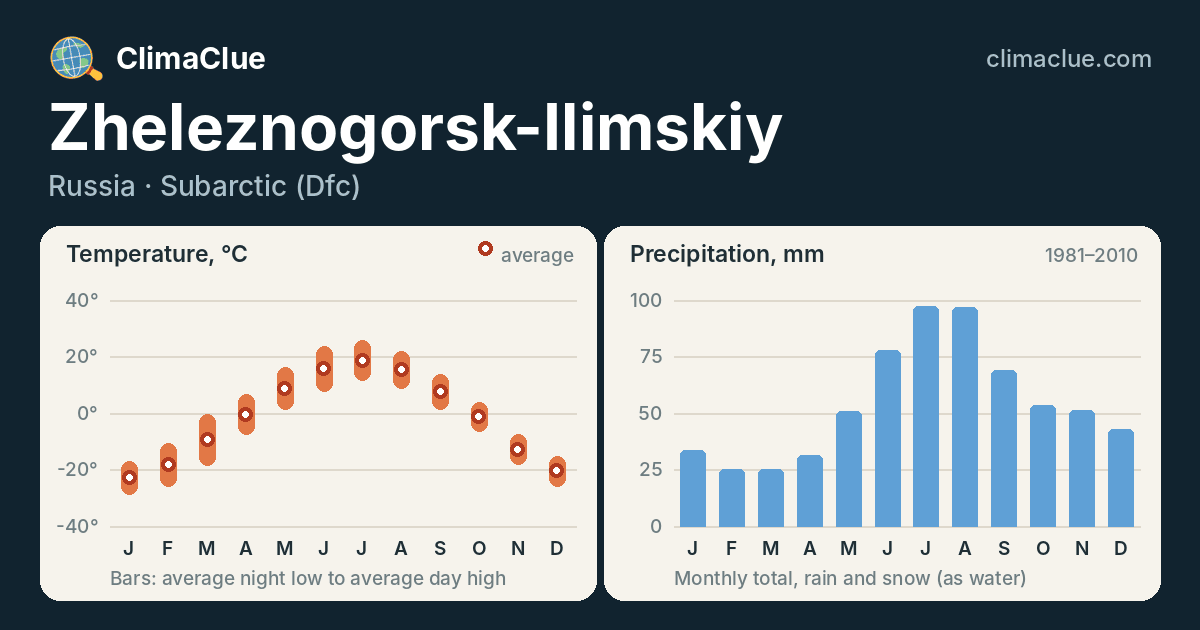 ClimaClue
climaclue.com
Zheleznogorsk-Ilimskiy
Russia · Subarctic (Dfc)
Temperature, °C
average
40°
20°
0°
-20°
-40°
J F M A M J J A S O N D
Bars: average night low to average day high
Precipitation, mm
1981–2010
100
75
50
25
0
J F M A M J J A S O N D
Monthly total, rain and snow (as water)